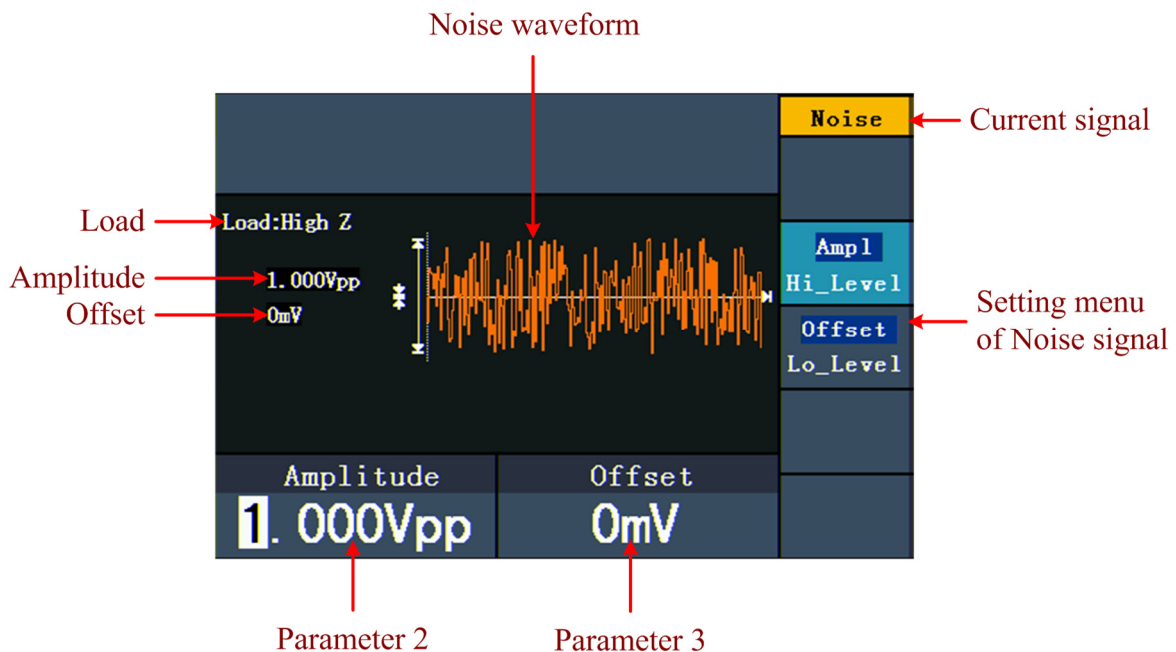 Noise waveform
Noise
Current signal
Load
Load:High Z
Ampl
Hi_Level
Amplitude
1.000Vpp
Offset
0mV
Offset
Lo_Level
Setting menu
of Noise signal
Amplitude
Offset
1.000Vpp
0mV
Parameter 2
Parameter 3